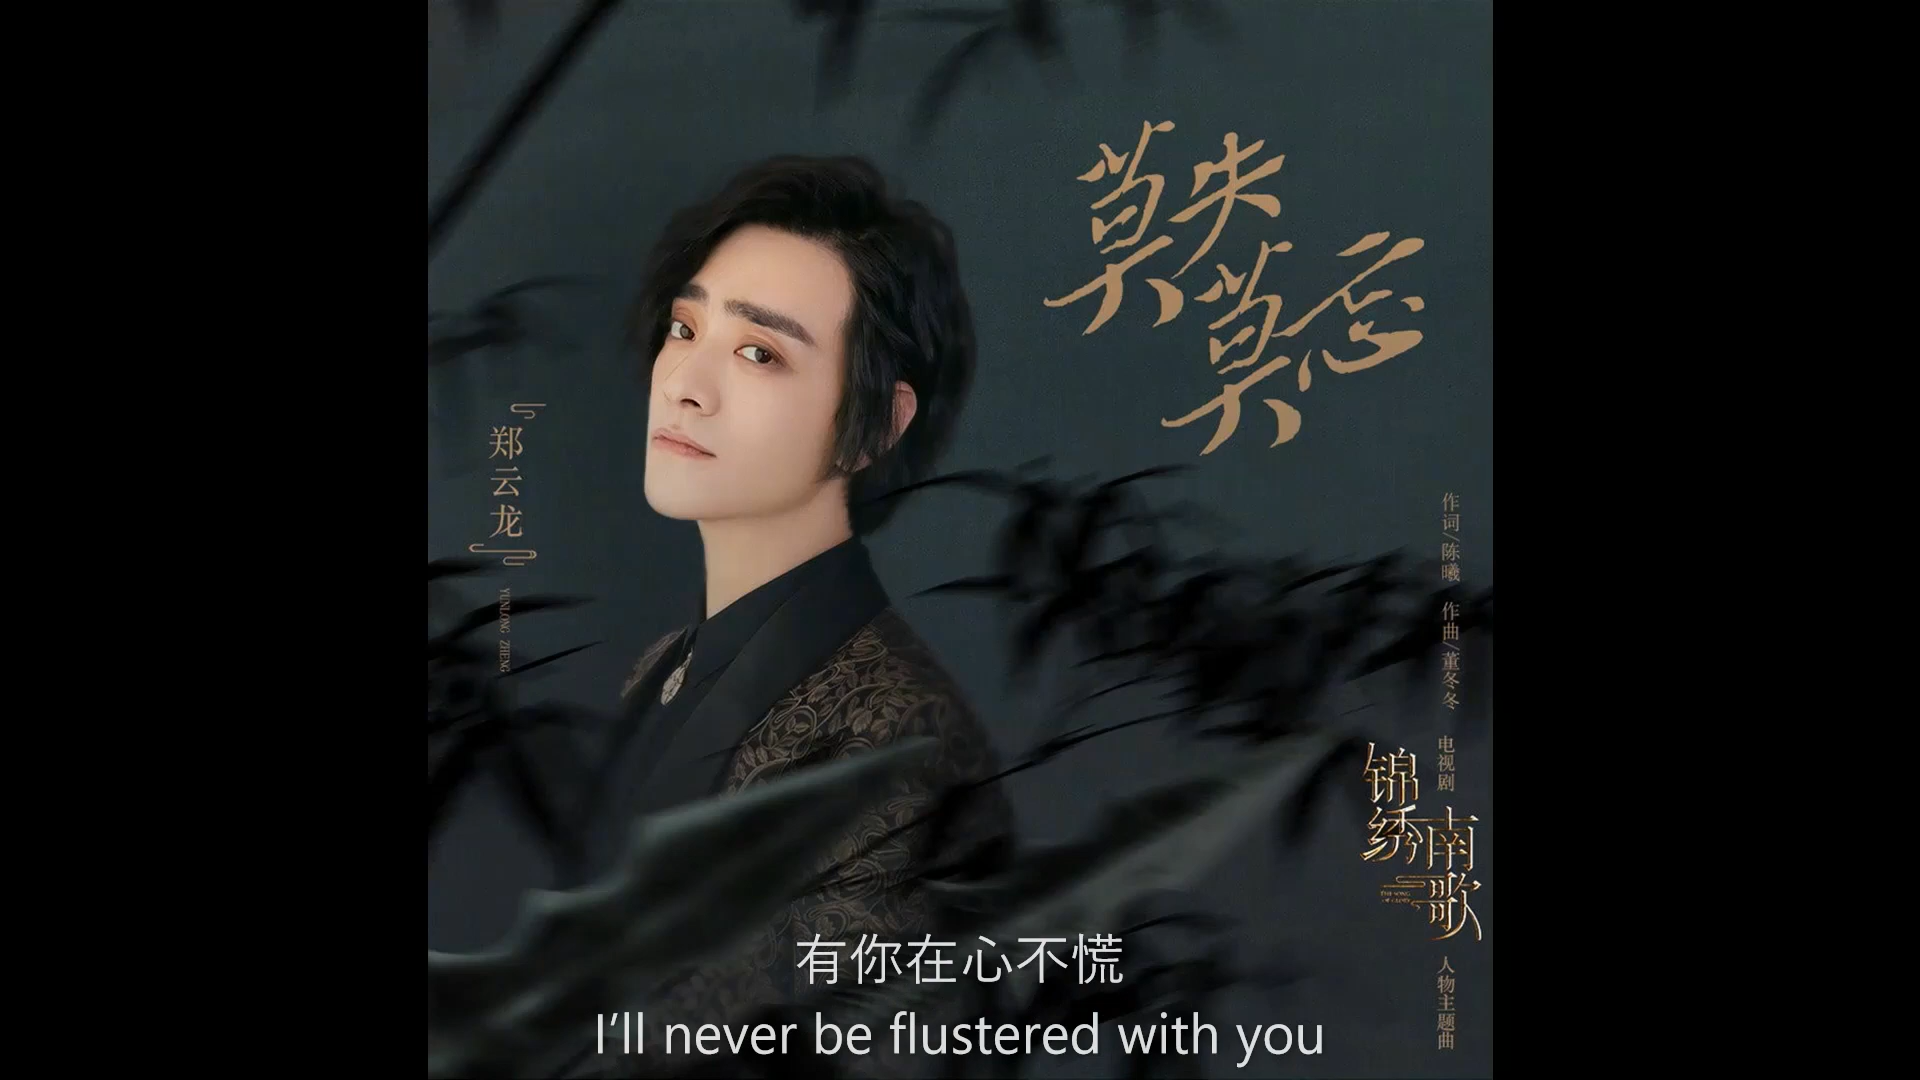 莫失
莫忘
郑云龙
YUNLONG ZHENG
作词/陈曦 作曲/董冬冬
电视剧
锦绣
南歌
THE SONG
OF GLORY
人物主题曲
有你在心不慌
I’ll never be flustered with you